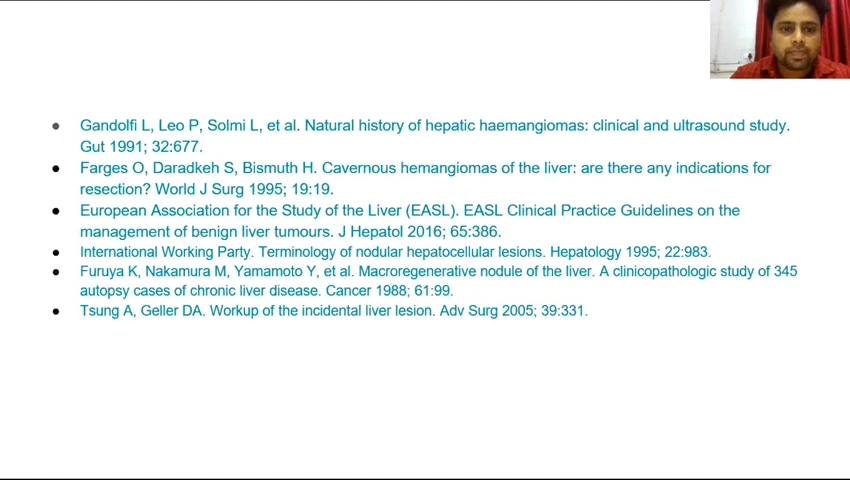 Gandolfi L, Leo P, Solmi L, et al. Natural history of hepatic haemangiomas: clinical and ultrasound study.
Gut 1991; 32:677.
Farges O, Daradkeh S, Bismuth H. Cavernous hemangiomas of the liver: are there any indications for
resection? World J Surg 1995; 19:19.
European Association for the Study of the Liver (EASL). EASL Clinical Practice Guidelines on the
management of benign liver tumours. J Hepatol 2016; 65:386.
International Working Party. Terminology of nodular hepatocellular lesions. Hepatology 1995; 22:983.
Furuya K, Nakamura M, Yamamoto Y, et al. Macroregenerative nodule of the liver. A clinicopathologic study of 345
autopsy cases of chronic liver disease. Cancer 1988; 61:99.
Tsung A, Geller DA. Workup of the incidental liver lesion. Adv Surg 2005; 39:331.